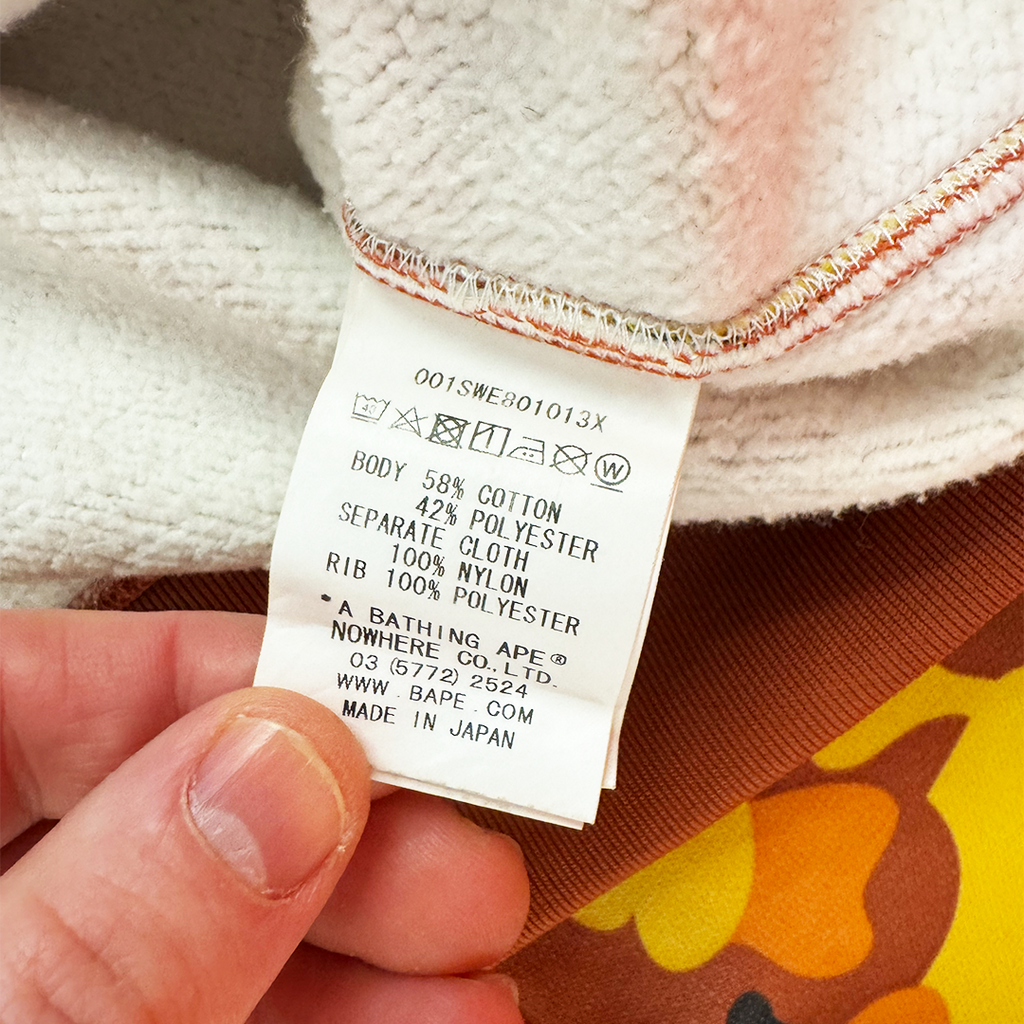 001SWE801013X
40 W
BODY 58% COTTON
42% POLYESTER
SEPARATE CLOTH
100% NYLON
RIB 100% POLYESTER
*A BATHING APE®
NOWHERE CO.,LTD.
03 (5772) 2524
WWW.BAPE.COM
MADE IN JAPAN